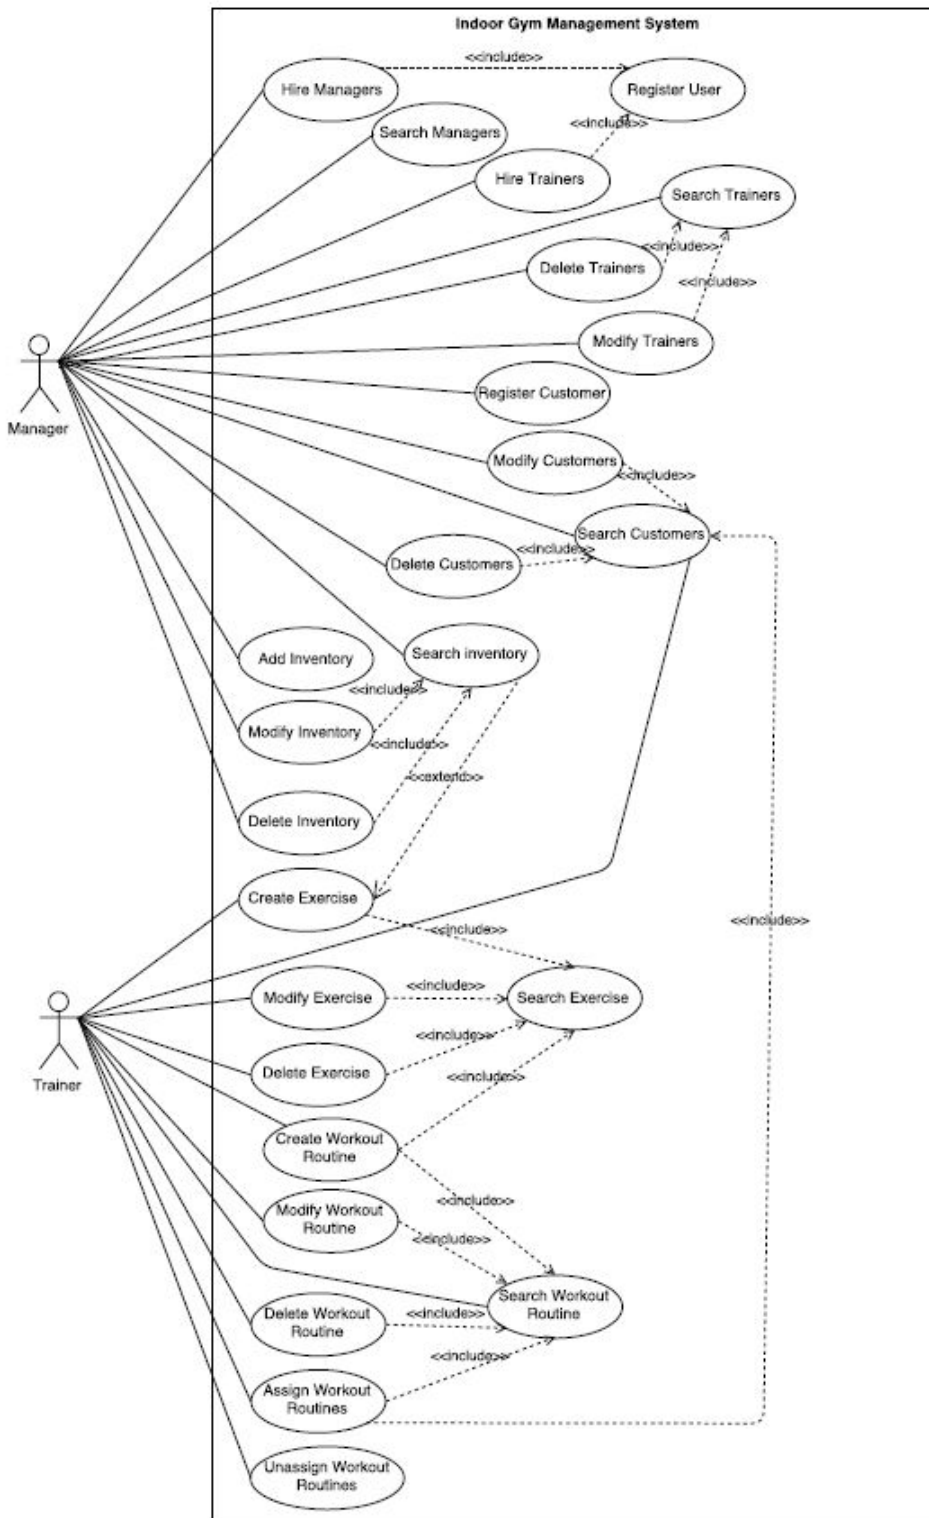 Indoor Gym Management System
<<include>>
Hire Managers
Register User
<<include>>
Search Managers
Hire Trainers
Search Trainers
<<include>>
Delete Trainers
<<include>>
Modify Trainers
Manager
Register Customer
Modify Customers
<<include>>
Search Customers
<<include>>
Delete Customers
Add Inventory
Search inventory
<<include>>
Modify Inventory
<<include>>
<<extend>>
Delete Inventory
Create Exercise
<<include>>
<<include>>
Modify Exercise
<<include>>
Search Exercise
<<include>>
Delete Exercise
<<include>>
Trainer
Create Workout
Routine
<<include>>
Modify Workout
Routine
<<include>>
Search Workout
Routine
Delete Workout
Routine
<<include>>
<<include>>
Assign Workout
Routines
Unassign Workout
Routines